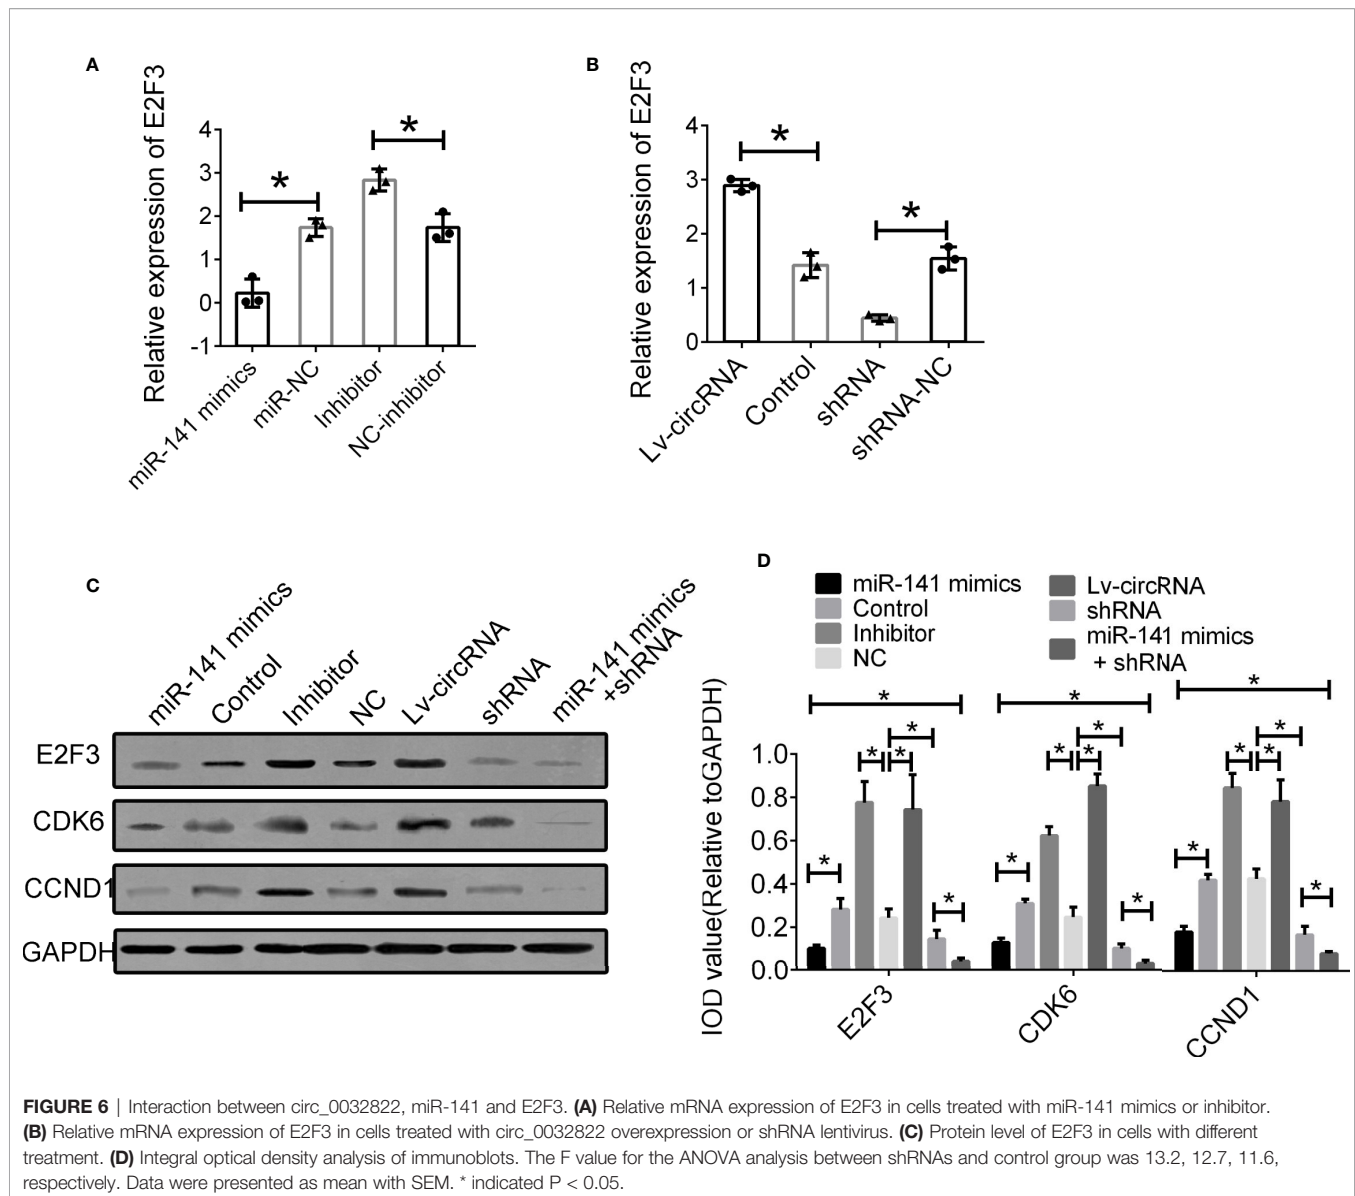 A
Relative expression of E2F3
4
3
2
1
0
-1
*
*
miR-141 mimics
miR-NC
Inhibitor
NC-inhibitor
B
Relative expression of E2F3
4
3
2
1
0
*
*
Lv-circRNA
Control
shRNA
shRNA-NC
C
miR-141 mimics
Control
Inhibitor
NC
Lv-circRNA
shRNA
miR-141 mimics
+shRNA
E2F3
CDK6
CCND1
GAPDH
D
miR-141 mimics
Control
Inhibitor
NC
Lv-circRNA
shRNA
miR-141 mimics
+ shRNA
IOD value(Relative toGAPDH)
1.0
0.8
0.6
0.4
0.2
0.0
* * * * * *
* * * * * *
* * * * * *
E2F3
CDK6
CCND1
FIGURE 6 | Interaction between circ_0032822, miR-141 and E2F3. (A) Relative mRNA expression of E2F3 in cells treated with miR-141 mimics or inhibitor.
(B) Relative mRNA expression of E2F3 in cells treated with circ_0032822 overexpression or shRNA lentivirus. (C) Protein level of E2F3 in cells with different
treatment. (D) Integral optical density analysis of immunoblots. The F value for the ANOVA analysis between shRNAs and control group was 13.2, 12.7, 11.6,
respectively. Data were presented as mean with SEM. * indicated P < 0.05.